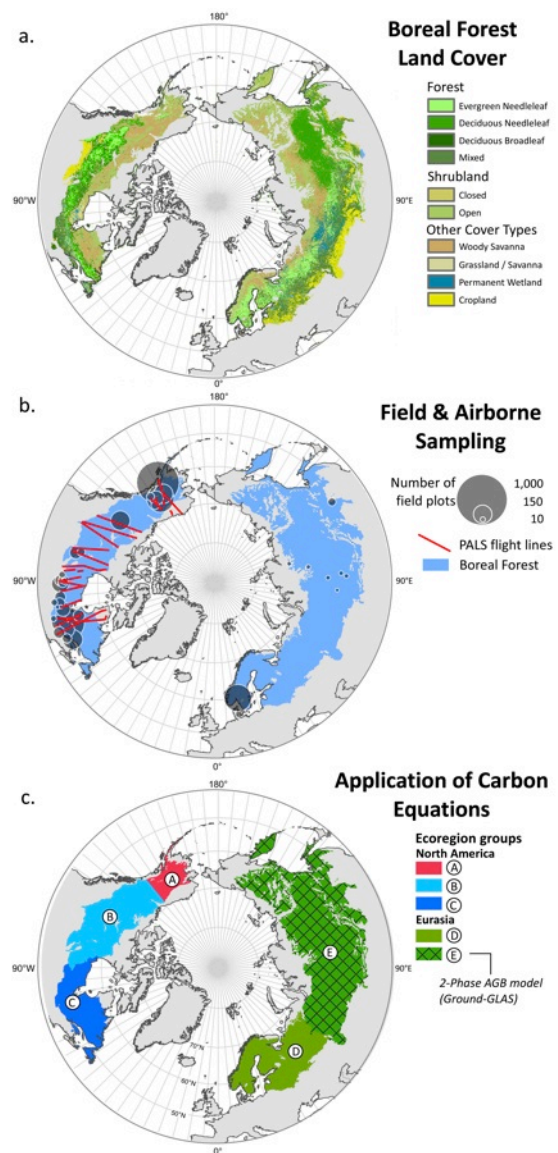 a.
Boreal Forest
Land Cover
180°
90°W
90°E
0°
Forest
Evergreen Needleleaf
Deciduous Needleleaf
Deciduous Broadleaf
Mixed
Shrubland
Closed
Open
Other Cover Types
Woody Savanna
Grassland / Savanna
Permanent Wetland
Cropland
b.
Field & Airborne
Sampling
180°
90°W
90°E
0°
Number of
field plots
1,000
150
10
PALS flight lines
Boreal Forest
c.
Application of Carbon
Equations
180°
90°W
90°E
0°
70°N
60°N
50°N
A
B
C
D
E
Ecoregion groups
North America
A
B
C
Eurasia
D
E
2-Phase AGB model
(Ground-GLAS)